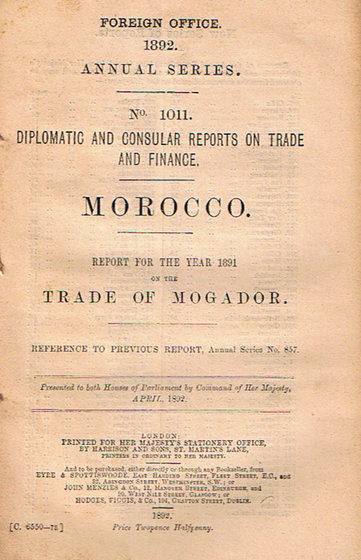 FOREIGN OFFICE.
1892.
ANNUAL SERIES.
No. 1011.
DIPLOMATIC AND CONSULAR REPORTS ON TRADE
AND FINANCE.
MOROCCO.
REPORT FOR THE YEAR 1891
ON THE
TRADE OF MOGADOR.
REFERENCE TO PREVIOUS REPORT, Annual Series No. 857.
Presented to both Houses of Parliament by Command of Her Majesty,
APRIL, 1892.
LONDON:
PRINTED FOR HER MAJESTY'S STATIONERY OFFICE,
BY HARRISON AND SONS, ST. MARTIN'S LANE,
PRINTERS IN ORDINARY TO HER MAJESTY.
And to be purchased, either directly or through any Bookseller, from
EYRE & SPOTTISWOODE, EAST HARDING STREET, FLEET STREET, E.C., and
32, ABINGDON STREET, WESTMINSTER, S.W.; or
JOHN MENZIES & Co., 12, HANOVER STREET, EDINBURGH, and
90, WEST NILE STREET, GLASGOW; or
HODGES, FIGGIS, & Co., 104, GRAFTON STREET, DUBLIN.
1892.
[C. 6550—78] Price Twopence Halfpenny.